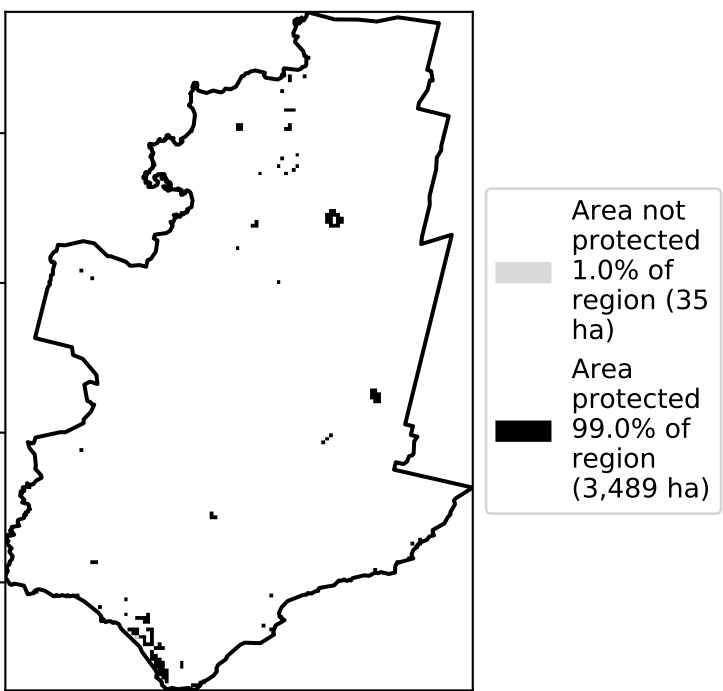 Area not
protected
1.0% of
region (35
ha)
Area
protected
99.0% of
region
(3,489 ha)